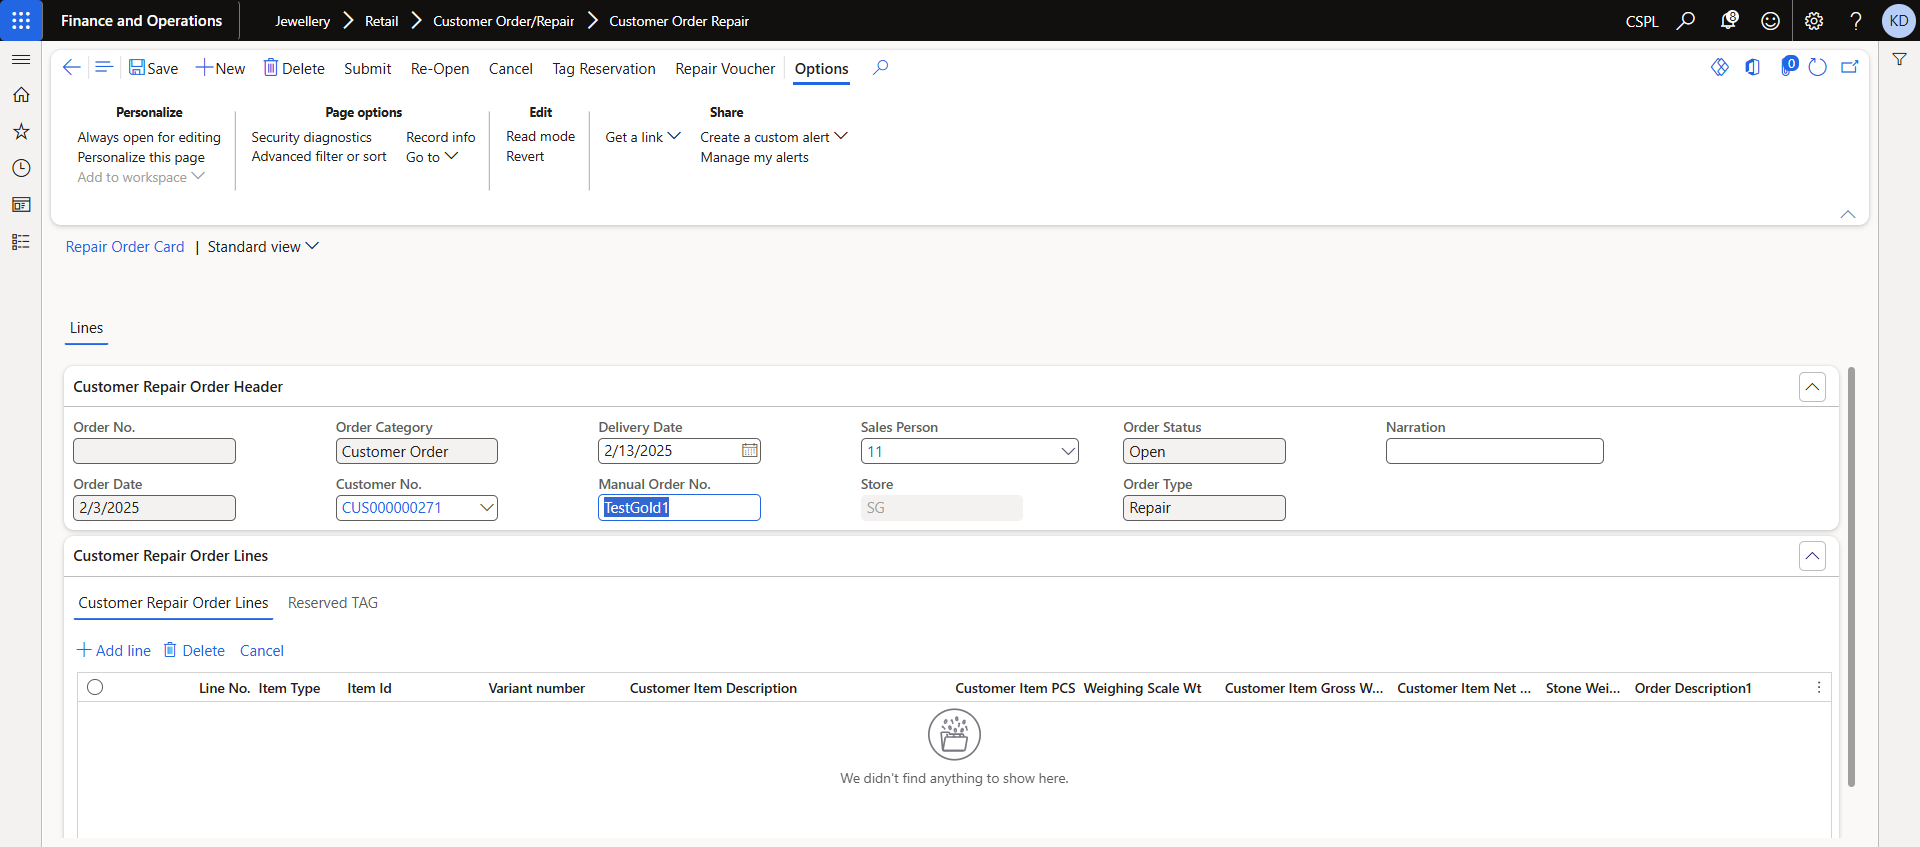 Finance and Operations
Jewellery
Retail
Customer Order/Repair
Customer Order Repair
CSPL
8
?
KD
Save
New
Delete
Submit
Re-Open
Cancel
Tag Reservation
Repair Voucher
Options
0
Personalize
Always open for editing
Personalize this page
Add to workspace
Page options
Security diagnostics
Advanced filter or sort
Record info
Go to
Edit
Read mode
Revert
Get a link
Share
Create a custom alert
Manage my alerts
Repair Order Card | Standard view
Lines
Customer Repair Order Header
Order No.
Order Category
Customer Order
Delivery Date
2/13/2025
Sales Person
11
Order Status
Open
Narration
Order Date
2/3/2025
Customer No.
CUS000000271
Manual Order No.
TestGold1
Store
SG
Order Type
Repair
Customer Repair Order Lines
Customer Repair Order Lines
Reserved TAG
Add line
Delete
Cancel
Line No. Item Type Item Id Variant number Customer Item Description Customer Item PCS Weighing Scale Wt Customer Item Gross W... Customer Item Net ... Stone Wei... Order Description1
We didn't find anything to show here.